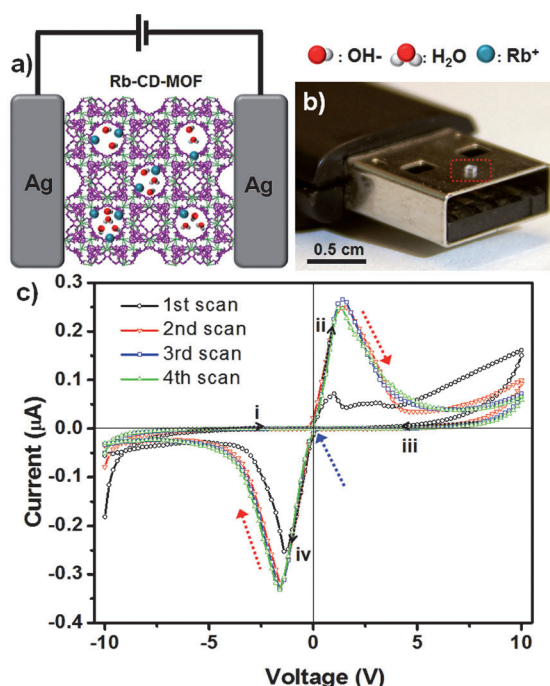 a)
Rb-CD-MOF
Ag
Ag
: OH- : H₂O : Rb⁺
b)
0.5 cm
c)
1st scan
2nd scan
3rd scan
4th scan
i
ii
iii
iv
0.3
0.2
0.1
0.0
-0.1
-0.2
-0.3
-0.4
Current (μA)
-10 -5 0 5 10
Voltage (V)